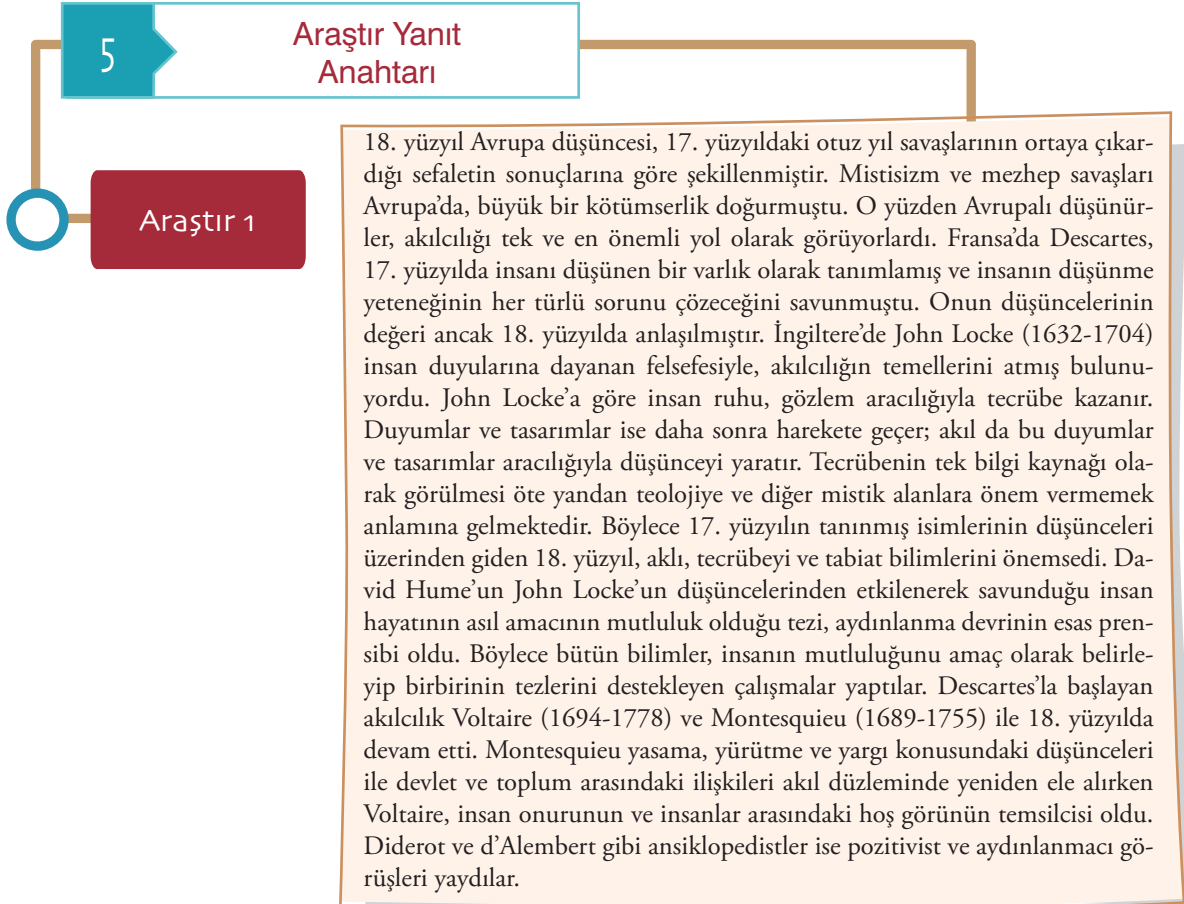 5
Araştır Yanıt
Anahtarı
Araştır 1
18. yüzyıl Avrupa düşüncesi, 17. yüzyıldaki otuz yıl savaşlarının ortaya çıkar-
dığı sefaletin sonuçlarına göre şekillenmiştir. Mistisizm ve mezhep savaşları
Avrupa’da, büyük bir kötümserlik doğurmuştu. O yüzden Avrupalı düşünür-
ler, akılcılığı tek ve en önemli yol olarak görüyorlardı. Fransa’da Descartes,
17. yüzyılda insanı düşünen bir varlık olarak tanımlamış ve insanın düşünme
yeteneğinin her türlü sorunu çözeceğini savunmuştu. Onun düşüncelerinin
değeri ancak 18. yüzyılda anlaşılmıştır. İngiltere’de John Locke (1632-1704)
insan duyularına dayanan felsefesiyle, akılcılığın temellerini atmış bulunu-
yordu. John Locke’a göre insan ruhu, gözlem aracılığıyla tecrübe kazanır.
Duyumlar ve tasarımlar ise daha sonra harekete geçer; akıl da bu duyumlar
ve tasarımlar aracılığıyla düşünceyi yaratır. Tecrübenin tek bilgi kaynağı ola-
rak görülmesi öte yandan teolojiye ve diğer mistik alanlara önem vermemek
anlamına gelmektedir. Böylece 17. yüzyılın tanınmış isimlerinin düşünceleri
üzerinden giden 18. yüzyıl, aklı, tecrübeyi ve tabiat bilimlerini önemsedi. Da-
vid Hume’un John Locke’un düşüncelerinden etkilenerek savunduğu insan
hayatının asıl amacının mutluluk olduğu tezi, aydınlanma devrinin esas pren-
sibi oldu. Böylece bütün bilimler, insanın mutluluğunu amaç olarak belirle-
yip birbirinin tezlerini destekleyen çalışmalar yaptılar. Descartes’la başlayan
akılcılık Voltaire (1694-1778) ve Montesquieu (1689-1755) ile 18. yüzyılda
devam etti. Montesquieu yasama, yürütme ve yargı konusundaki düşünceleri
ile devlet ve toplum arasındaki ilişkileri akıl düzleminde yeniden ele alırken
Voltaire, insan onurunun ve insanlar arasındaki hoş görünün temsilcisi oldu.
Diderot ve d’Alembert gibi ansiklopedistler ise pozitivist ve aydınlanmacı gö-
rüşleri yaydılar.